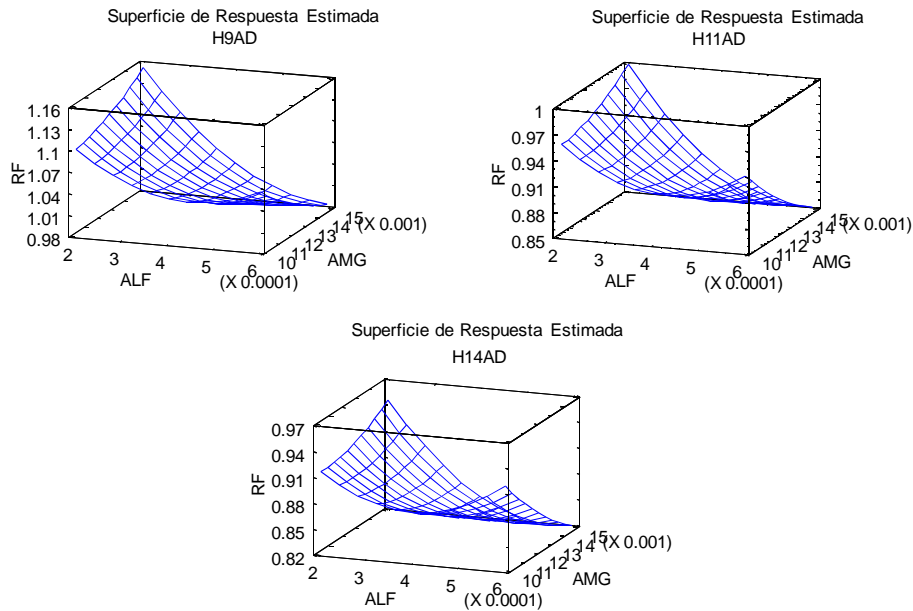 Superficie de Respuesta Estimada
H9AD
RF
1.16
1.13
1.1
1.07
1.04
1.01
0.98
2 3 4 5 6
ALF
(X 0.0001)
10 11 12 13 14 15
(X 0.001)
AMG
Superficie de Respuesta Estimada
H11AD
RF
1
0.97
0.94
0.91
0.88
0.85
2 3 4 5 6
ALF
(X 0.0001)
10 11 12 13 14 15
(X 0.001)
AMG
Superficie de Respuesta Estimada
H14AD
RF
0.97
0.94
0.91
0.88
0.85
0.82
2 3 4 5 6
ALF
(X 0.0001)
10 11 12 13 14 15
(X 0.001)
AMG